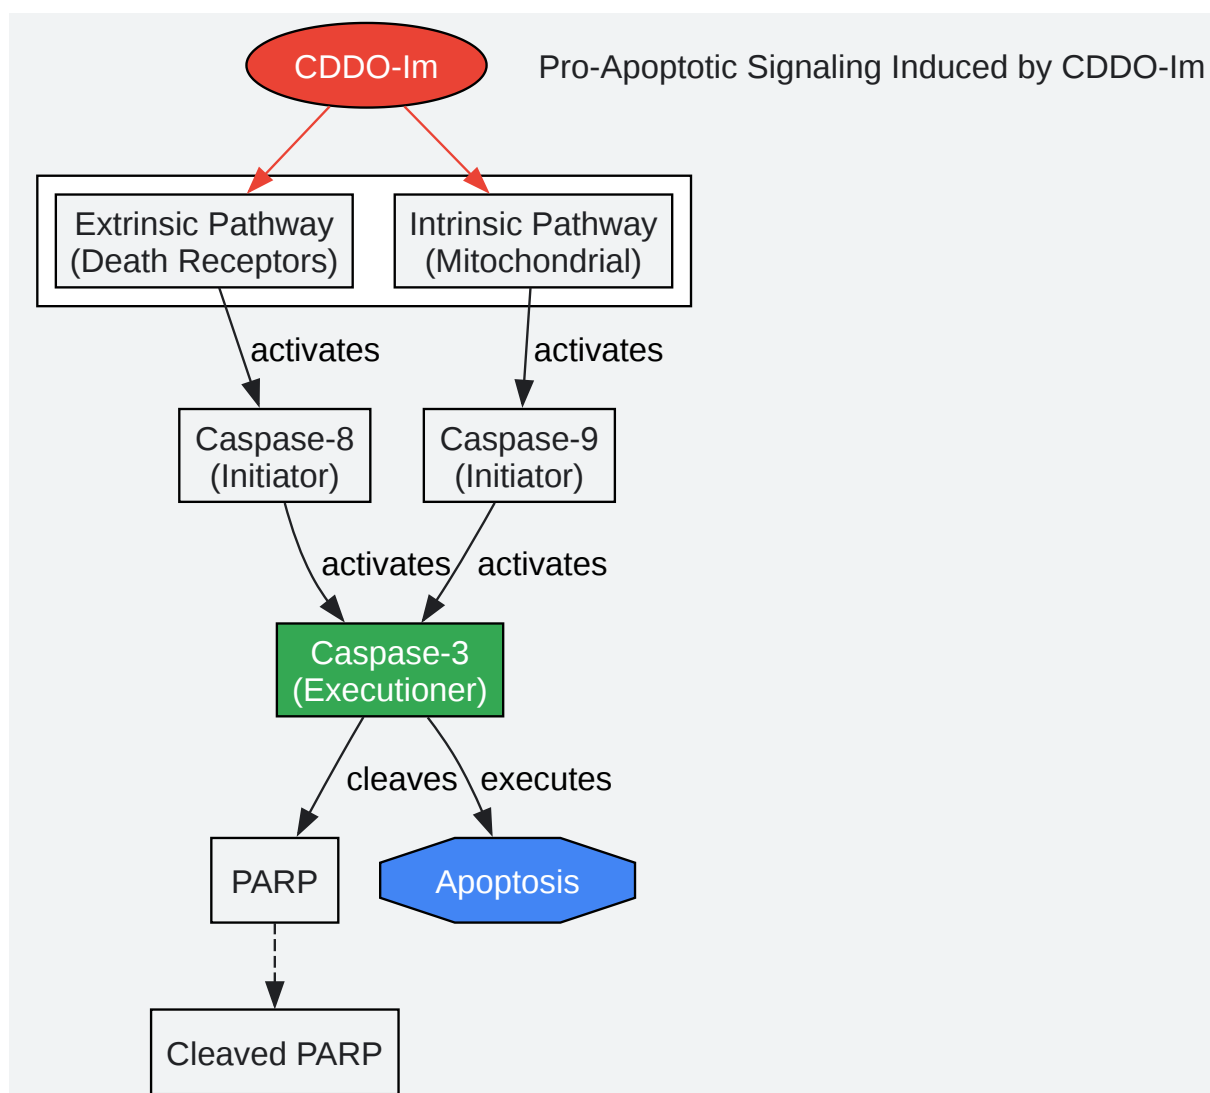 CDDO-Im
Pro-Apoptotic Signaling Induced by CDDO-Im
Extrinsic Pathway
(Death Receptors)
Intrinsic Pathway
(Mitochondrial)
activates
activates
Caspase-8
(Initiator)
Caspase-9
(Initiator)
activates
activates
Caspase-3
(Executioner)
cleaves
executes
PARP
Apoptosis
Cleaved PARP